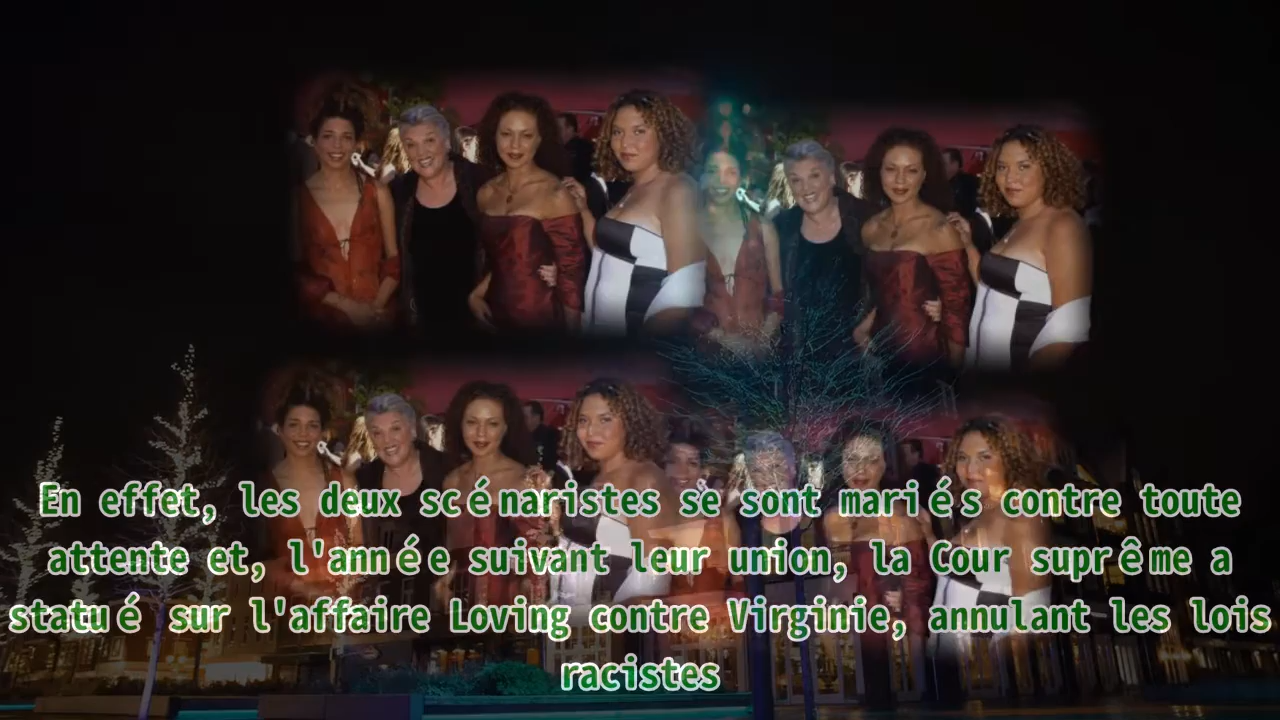 En effet, les deux scénaristes se sont mariés contre toute
attente et, l'année suivant leur union, la Cour suprême a
statué sur l'affaire Loving contre Virginie, annulant les lois
racistes